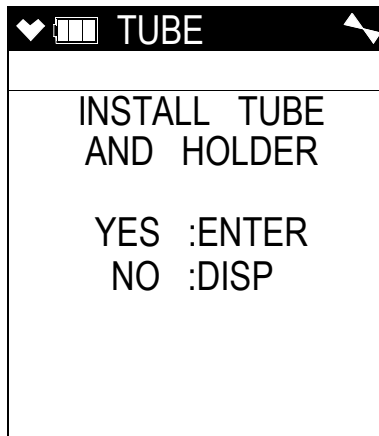 TUBE
INSTALL TUBE
AND HOLDER
YES :ENTER
NO :DISP